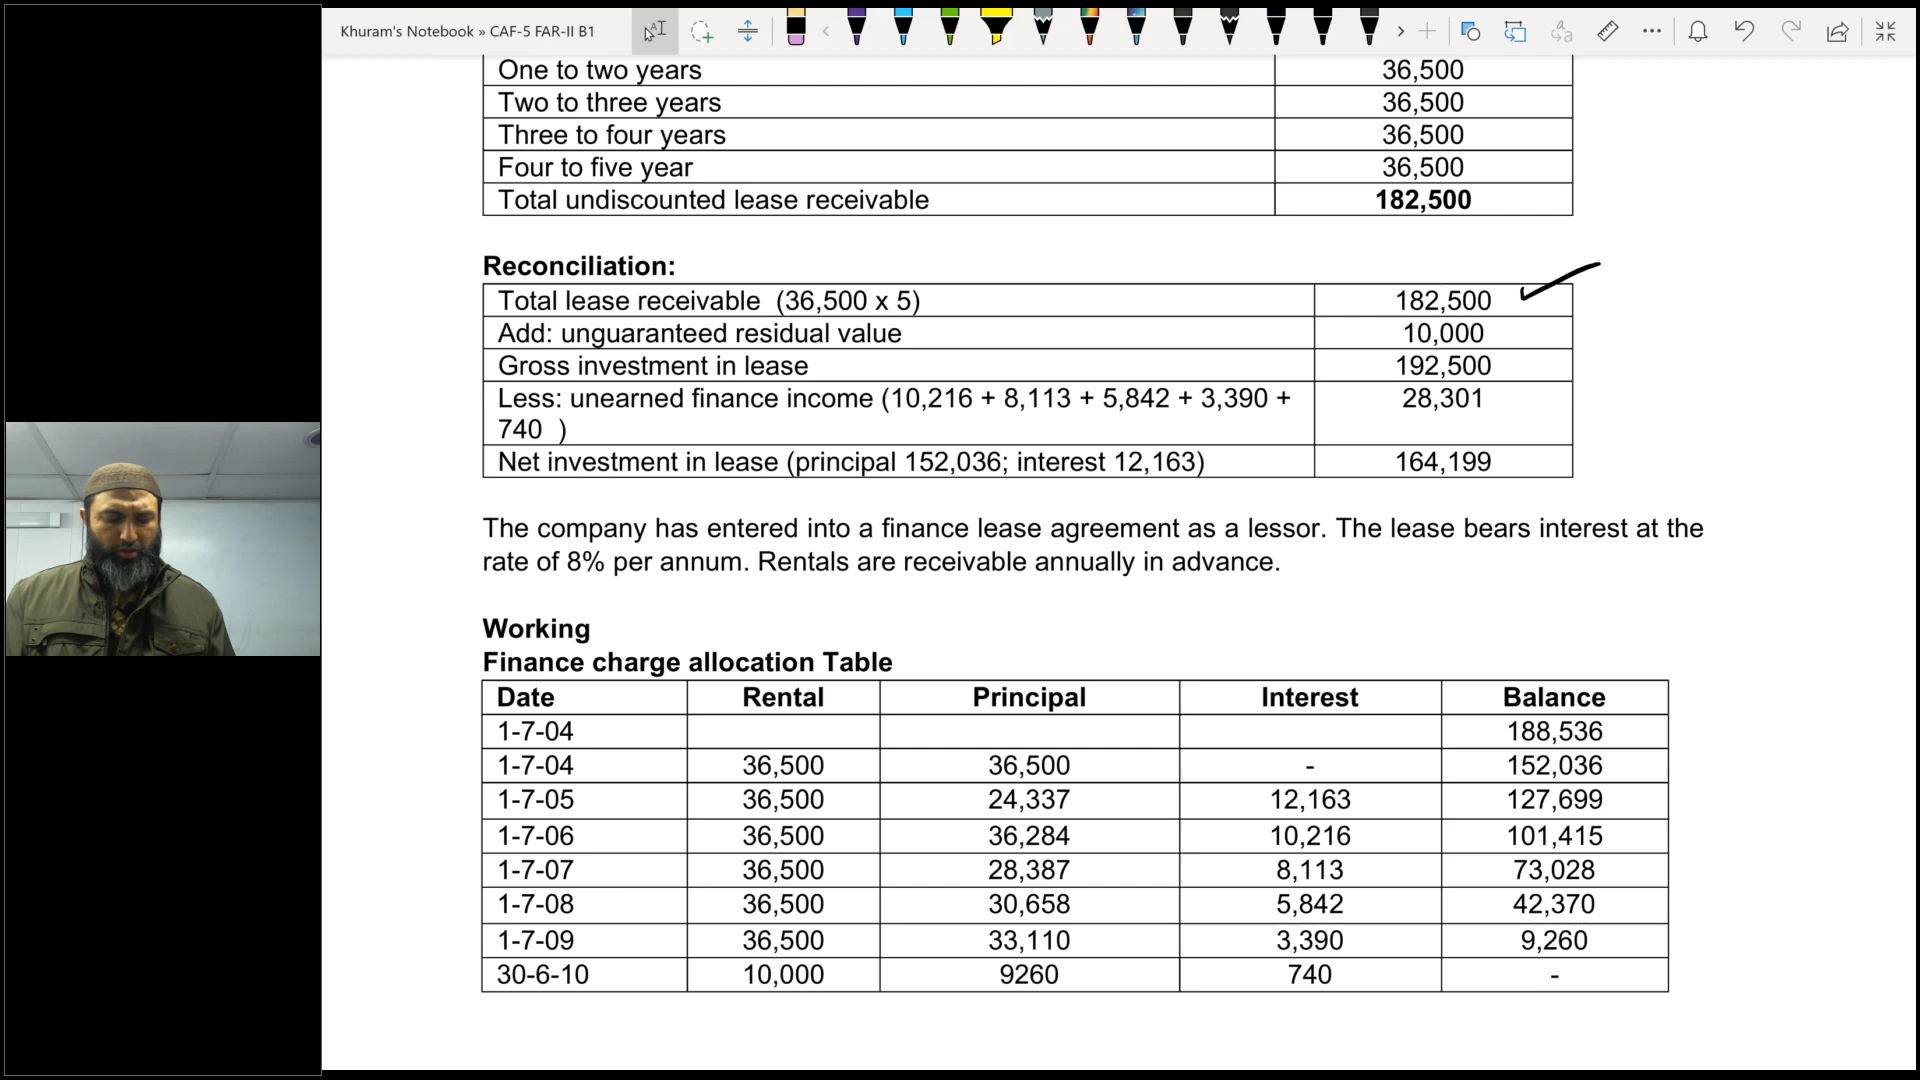 Khuram's Notebook » CAF-5 FAR-II B1
One to two years 36,500
Two to three years 36,500
Three to four years 36,500
Four to five year 36,500
Total undiscounted lease receivable 182,500
Reconciliation:
Total lease receivable (36,500 x 5) 182,500
Add: unguaranteed residual value 10,000
Gross investment in lease 192,500
Less: unearned finance income (10,216 + 8,113 + 5,842 + 3,390 + 28,301
740 )
Net investment in lease (principal 152,036; interest 12,163) 164,199
The company has entered into a finance lease agreement as a lessor. The lease bears interest at the
rate of 8% per annum. Rentals are receivable annually in advance.
Working
Finance charge allocation Table
Date Rental Principal Interest Balance
1-7-04 188,536
1-7-04 36,500 36,500 - 152,036
1-7-05 36,500 24,337 12,163 127,699
1-7-06 36,500 36,284 10,216 101,415
1-7-07 36,500 28,387 8,113 73,028
1-7-08 36,500 30,658 5,842 42,370
1-7-09 36,500 33,110 3,390 9,260
30-6-10 10,000 9260 740 -